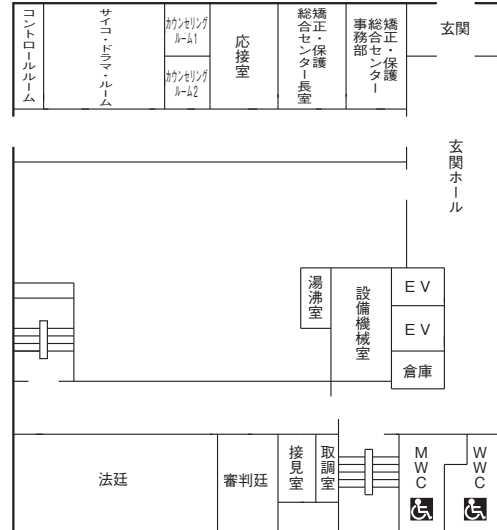 コントロールルーム
サイコ・ドラマ・ルーム
カウンセリング
ルーム1
カウンセリング
ルーム2
応接室
矯正・保護
総合センター長室
矯正・保護
総合センター
事務部
玄関
玄関ホール
湯沸室
設備機械室
EV
EV
倉庫
法廷
審判廷
接見室
取調室
MWC
WWC